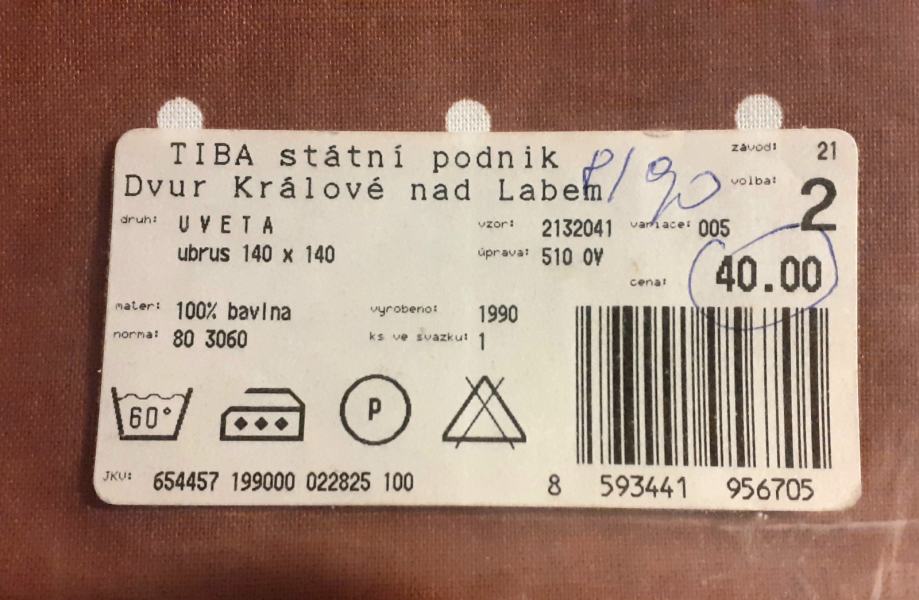 TIBA státní podnik
Dvur Králové nad Labem
závod: 21
volba: 2
druh: UVETA
ubrus 140 x 140
vzor: 2132041 variace: 005
úprava: 510 OV
cena: 40.00
mater: 100% bavlna
vyrobeno: 1990
norma: 80 3060
ks ve svazku: 1
60°
P
JKV: 654457 199000 022825 100
8 593441 956705